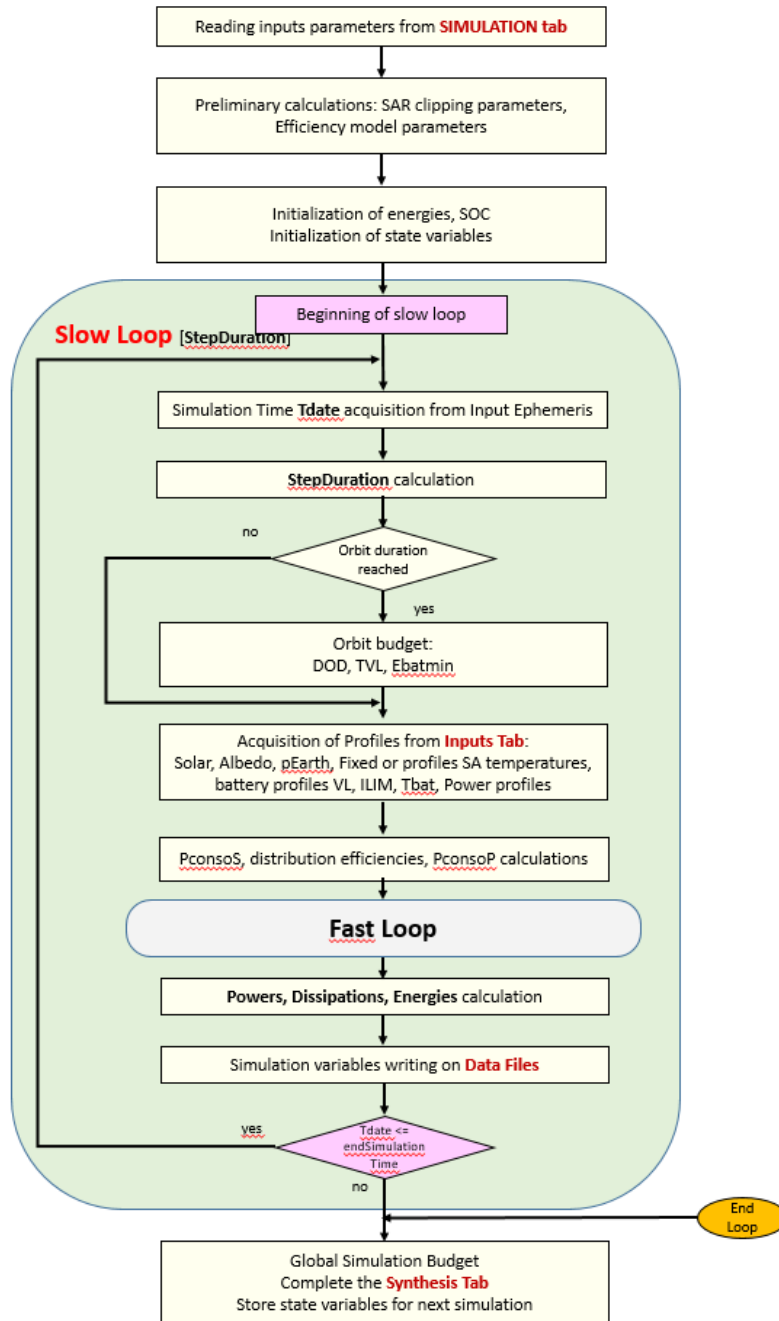 Reading inputs parameters from SIMULATION tab
Preliminary calculations: SAR clipping parameters,
Efficiency model parameters
Initialization of energies, SOC
Initialization of state variables
Beginning of slow loop
Slow Loop [StepDuration]
Simulation Time Tdate acquisition from Input Ephemeris
StepDuration calculation
no
Orbit duration
reached
yes
Orbit budget:
DOD, TVL, Ebatmin
Acquisition of Profiles from Inputs Tab:
Solar, Albedo, pEarth, Fixed or profiles SA temperatures,
battery profiles VL, ILIM, Tbat, Power profiles
PconsoS, distribution efficiencies, PconsoP calculations
Fast Loop
Powers, Dissipations, Energies calculation
Simulation variables writing on Data Files
yes
Tdate <=
endSimulation
Time
no
End
Loop
Global Simulation Budget
Complete the Synthesis Tab
Store state variables for next simulation